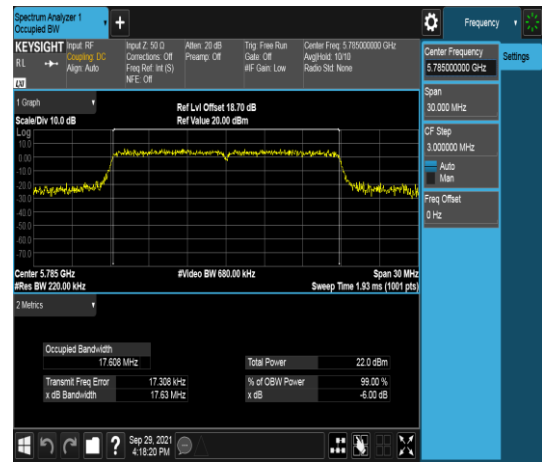 Spectrum Analyzer 1
Occupied BW
+
Frequency
KEYSIGHT
Input: RF
Coupling: DC
Align: Auto
Input Z: 50 Ω
Corrections: Off
Freq Ref: Int (S)
NFE: Off
Atten: 20 dB
Preamp: Off
Trig: Free Run
Gate: Off
#IF Gain: Low
Center Freq: 5.785000000 GHz
Avg|Hold: 10/10
Radio Std: None
RL
LXI
Center Frequency
5.785000000 GHz
Settings
Span
30.000 MHz
CF Step
3.000000 MHz
Auto
Man
Freq Offset
0 Hz
1 Graph
Scale/Div 10.0 dB
Ref Lvl Offset 18.70 dB
Ref Value 20.00 dBm
Log
10.0
0.00
-10.0
-20.0
-30.0
-40.0
-50.0
-60.0
-70.0
Center 5.785 GHz
#Res BW 220.00 kHz
#Video BW 680.00 kHz
Span 30 MHz
Sweep Time 1.93 ms (1001 pts)
2 Metrics
Occupied Bandwidth
17.608 MHz
Total Power 22.0 dBm
Transmit Freq Error 17.308 kHz
% of OBW Power 99.00 %
x dB Bandwidth 17.63 MHz
x dB -6.00 dB
?
Sep 29, 2021
4:18:20 PM